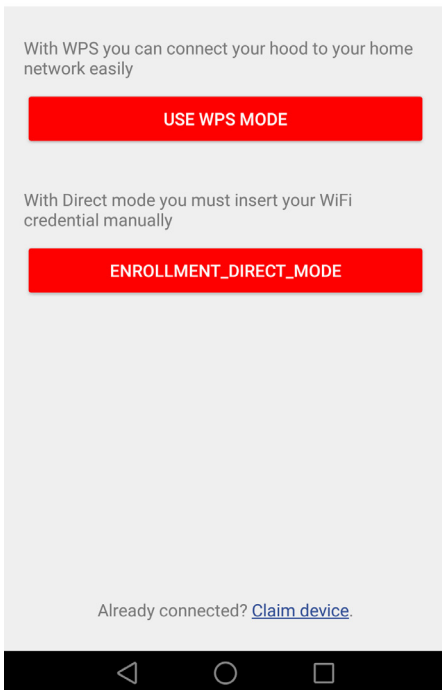 With WPS you can connect your hood to your home
network easily
USE WPS MODE
With Direct mode you must insert your WiFi
credential manually
ENROLLMENT_DIRECT_MODE
Already connected? Claim device.